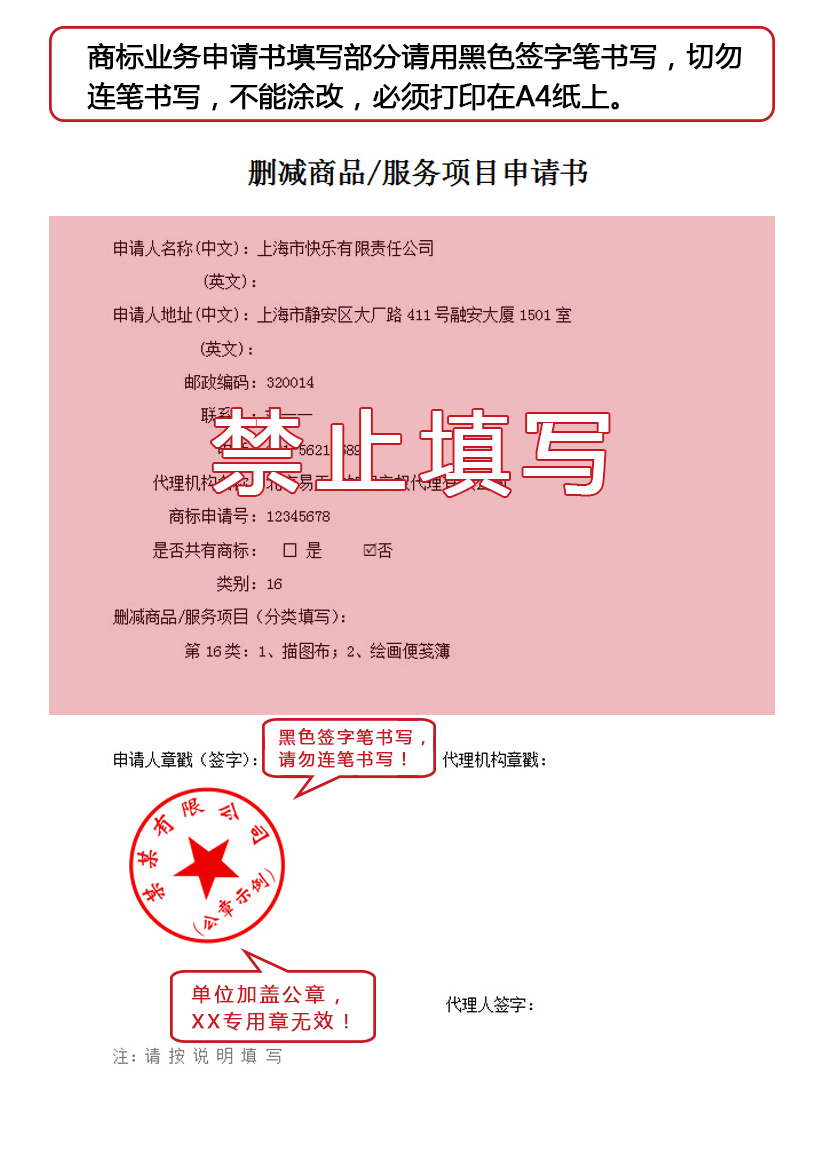 商标业务申请书填写部分请用黑色签字笔书写，切勿
连笔书写，不能涂改，必须打印在A4纸上。
删减商品/服务项目申请书
申请人名称(中文)：上海市快乐有限责任公司
(英文)：
申请人地址(中文)：上海市静安区大厂路 411 号融安大厦 1501 室
(英文)：
邮政编码：320014
联系
禁止填写
代理机构
代理有
商标申请号：12345678
是否共有商标： □ 是 ☑否
类别：16
删减商品/服务项目（分类填写）：
第 16 类：1、描图布；2、绘画便笺簿
申请人章戳（签字）：
黑色签字笔书写，
请勿连笔书写！
代理机构章戳：
某某有限公司
（公章示例）
单位加盖公章，
XX专用章无效！
代理人签字：
注：请 按 说 明 填 写